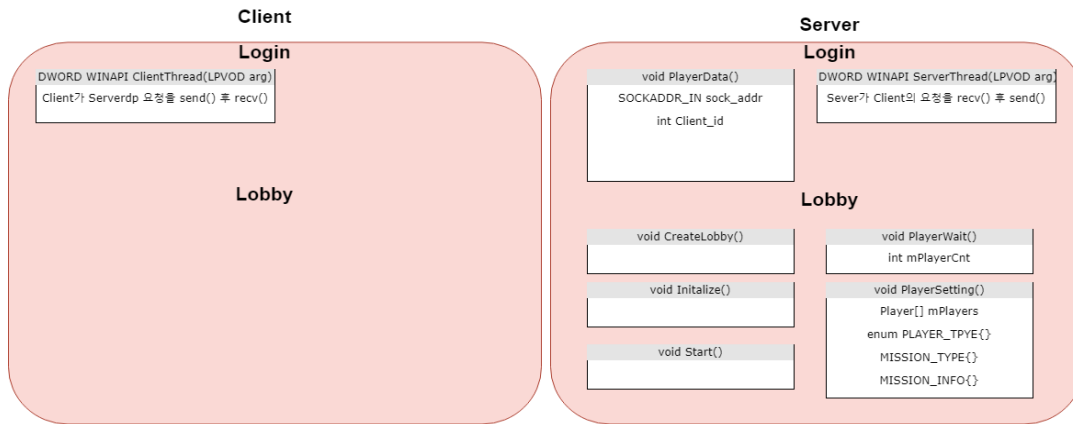 Client
Login
DWORD WINAPI ClientThread(LPVOD arg)
Client가 Serverdp 요청을 send() 후 recv()
Lobby
Server
Login
void PlayerData()
SOCKADDR_IN sock_addr
int Client_id
DWORD WINAPI ServerThread(LPVOD arg)
Sever가 Client의 요청을 recv() 후 send()
Lobby
void CreateLobby()
void Initalize()
void Start()
void PlayerWait()
int mPlayerCnt
void PlayerSetting()
Player[] mPlayers
enum PLAYER_TPYE{}
MISSION_TYPE{}
MISSION_INFO{}